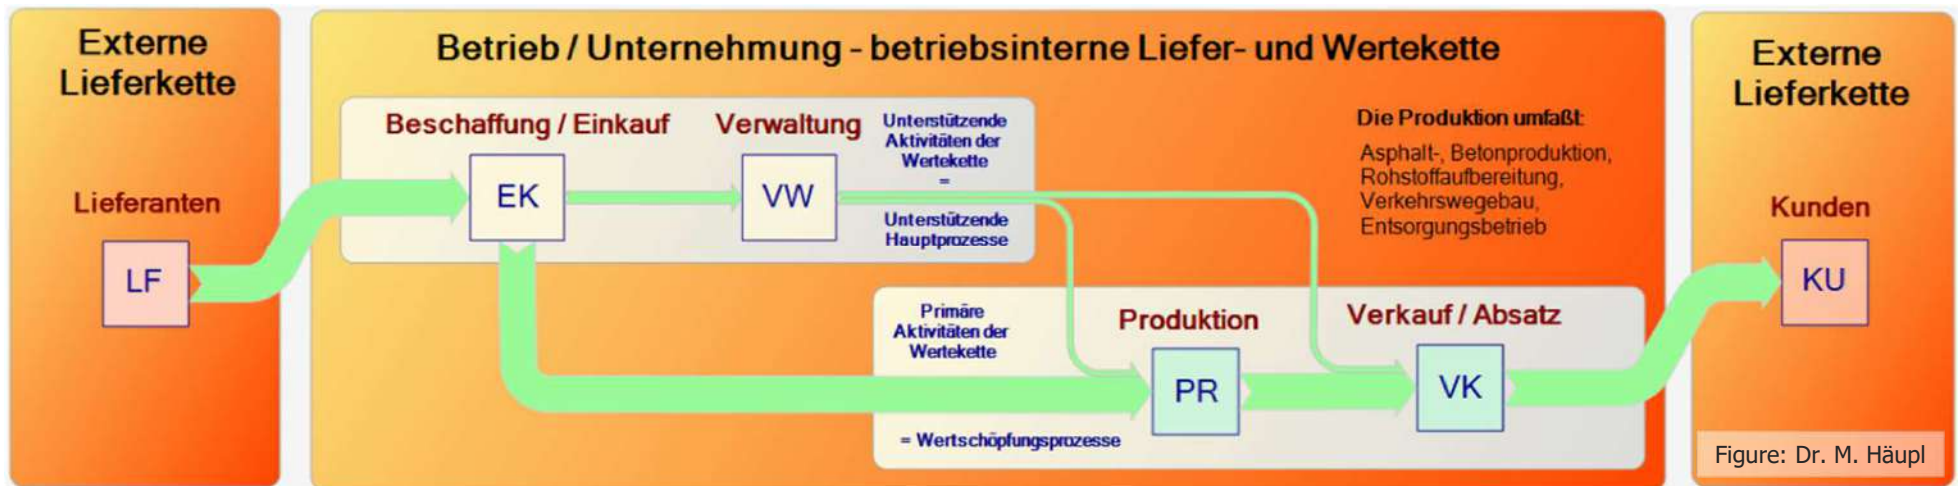 Externe
Lieferkette
Lieferanten
LF
Betrieb / Unternehmung - betriebsinterne Liefer- und Wertekette
Beschaffung / Einkauf
EK
Verwaltung
VW
Unterstützende
Aktivitäten der
Wertekette
=
Unterstützende
Hauptprozesse
Die Produktion umfaßt:
Asphalt-, Betonproduktion,
Rohstoffaufbereitung,
Verkehrswegebau,
Entsorgungsbetrieb
Primäre
Aktivitäten der
Wertekette
= Wertschöpfungsprozesse
Produktion
PR
Verkauf / Absatz
VK
Externe
Lieferkette
Kunden
KU
Figure: Dr. M. Häupl